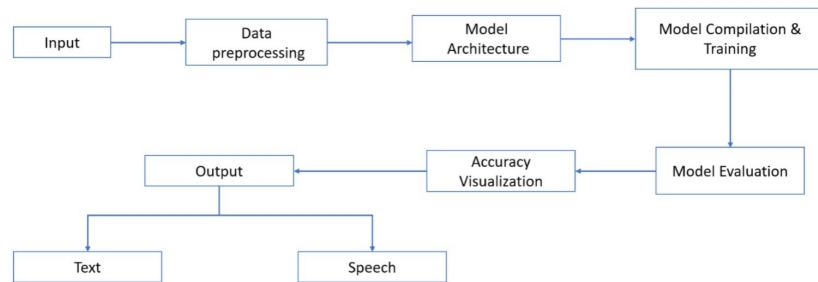 Input
Data
preprocessing
Model
Architecture
Model Compilation &
Training
Model Evaluation
Accuracy
Visualization
Output
Text
Speech